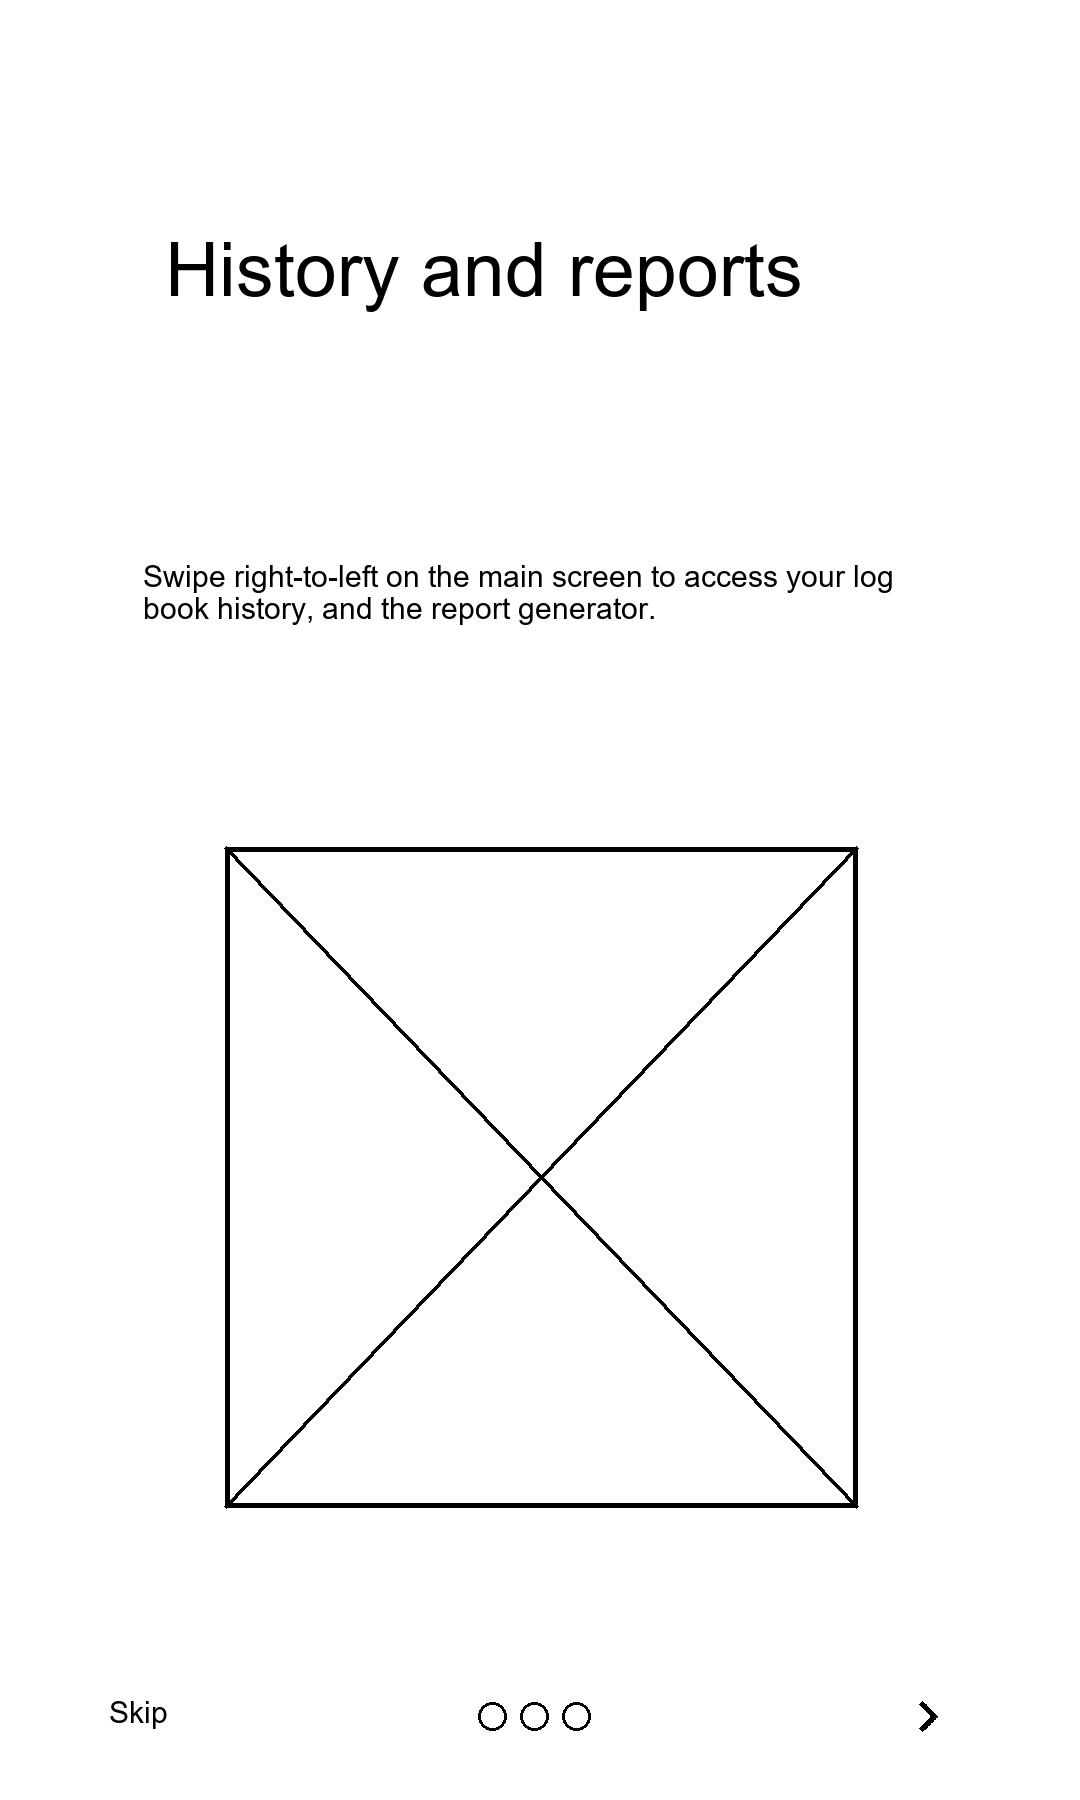 History and reports
Swipe right-to-left on the main screen to access your log
book history, and the report generator.
Skip